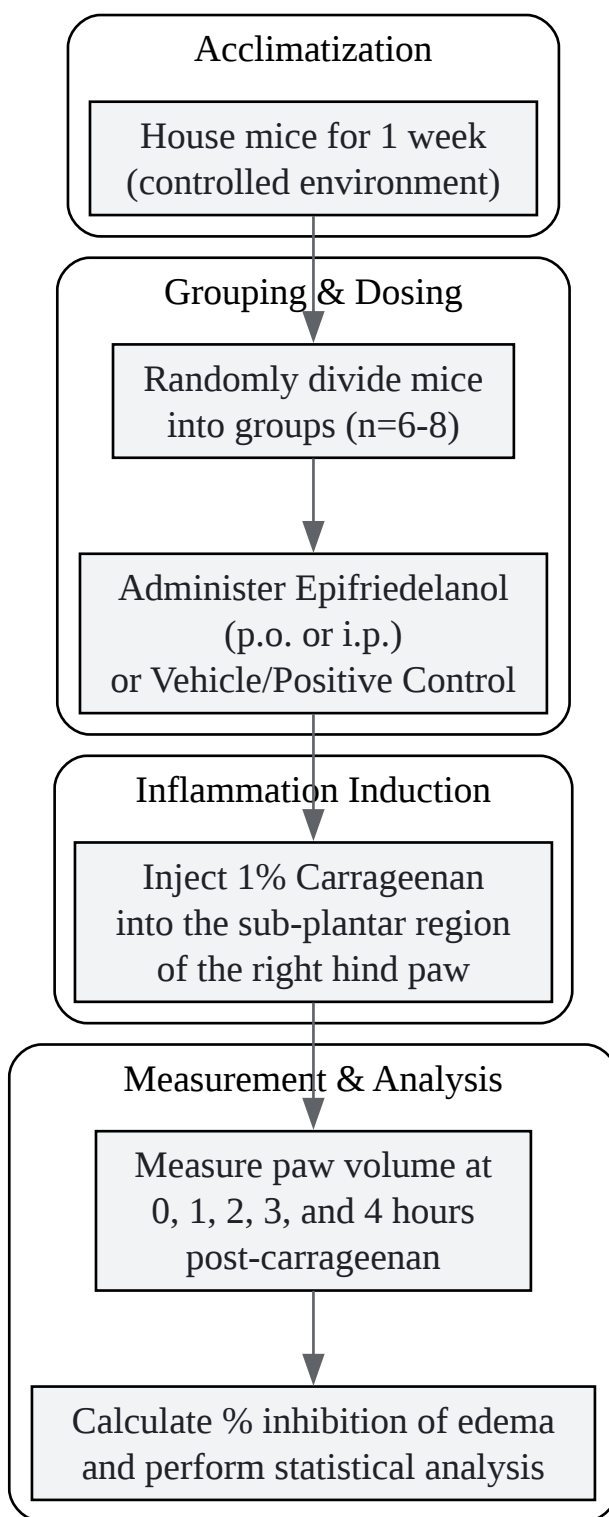 Acclimatization
House mice for 1 week
(controlled environment)
Grouping & Dosing
Randomly divide mice
into groups (n=6-8)
Administer Epifriedelanol
(p.o. or i.p.)
or Vehicle/Positive Control
Inflammation Induction
Inject 1% Carrageenan
into the sub-plantar region
of the right hind paw
Measurement & Analysis
Measure paw volume at
0, 1, 2, 3, and 4 hours
post-carrageenan
Calculate % inhibition of edema
and perform statistical analysis